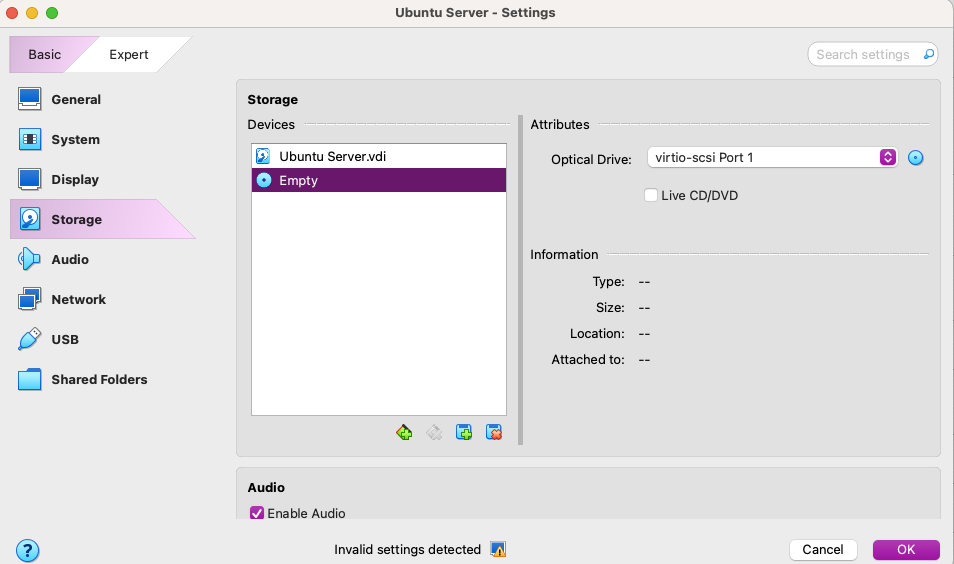 Ubuntu Server - Settings
Basic
Expert
Search settings
General
System
Display
Storage
Audio
Network
USB
Shared Folders
Storage
Devices
Ubuntu Server.vdi
Empty
Attributes
Optical Drive:
virtio-scsi Port 1
Live CD/DVD
Information
Type: --
Size: --
Location: --
Attached to: --
Audio
Enable Audio
?
Invalid settings detected
Cancel
OK